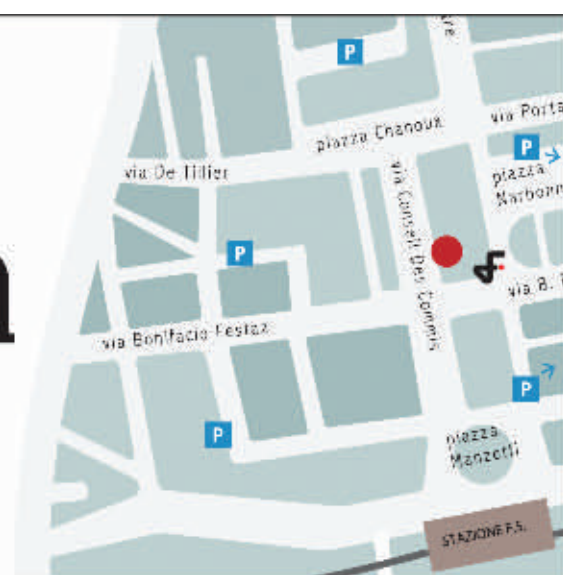 P
piazza Chanoux
via Porta
P
via De Tillier
piazza
Narbonn
via Conseil Des Commis
P
via B.
via Bonifacio Festaz
P
P
piazza
Manzetti
STAZIONE F.S.